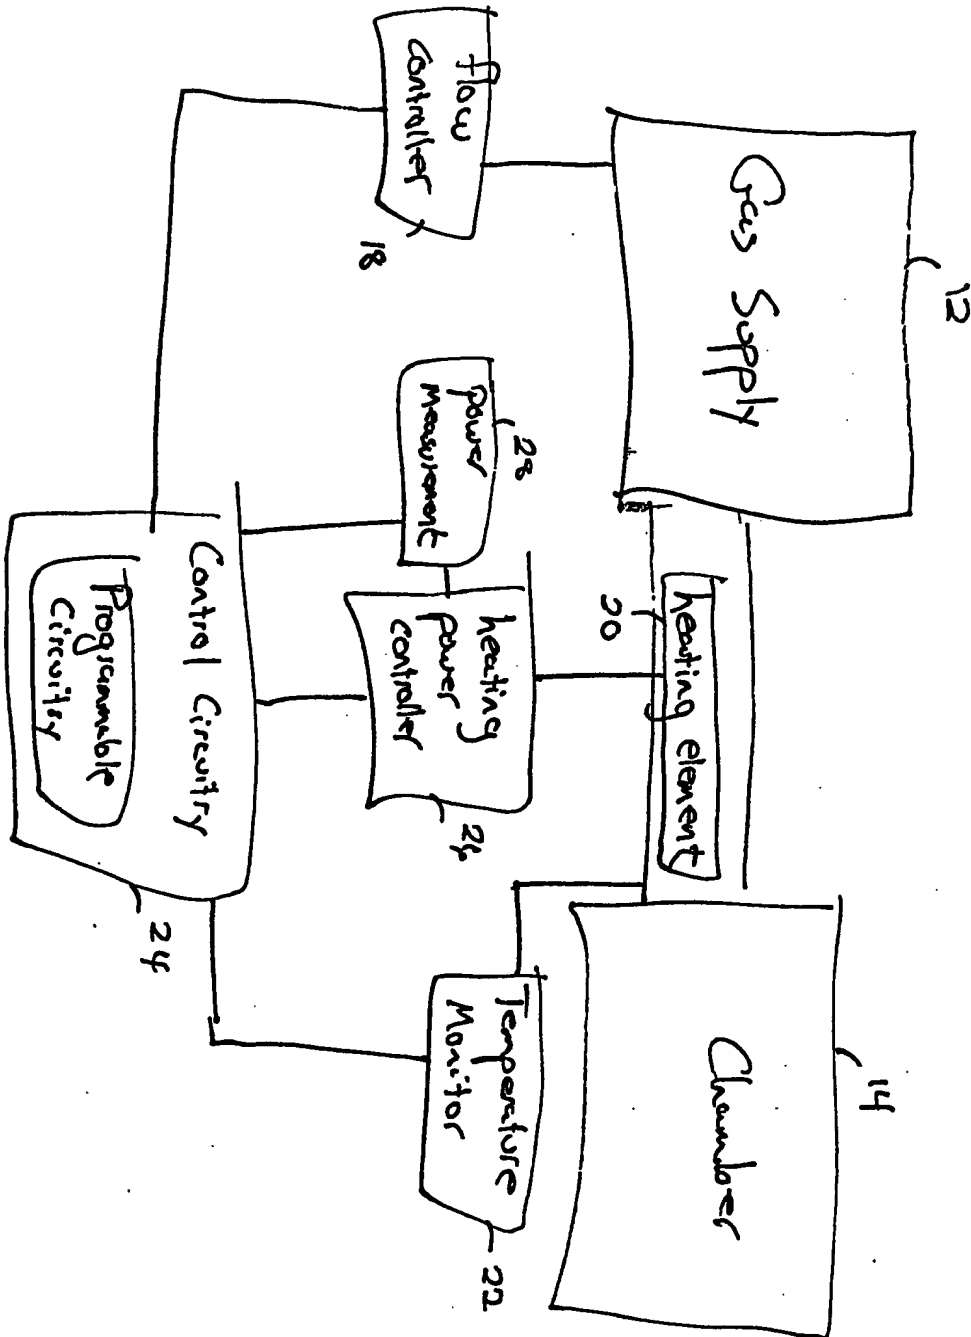 12
14
Gas Supply
Chamber
heating element
20
flow
controller
18
28
power
Measurement
heating
power
controller
26
Temperature
Monitor
22
Control Circuitry
Programmable
Circuitry
24